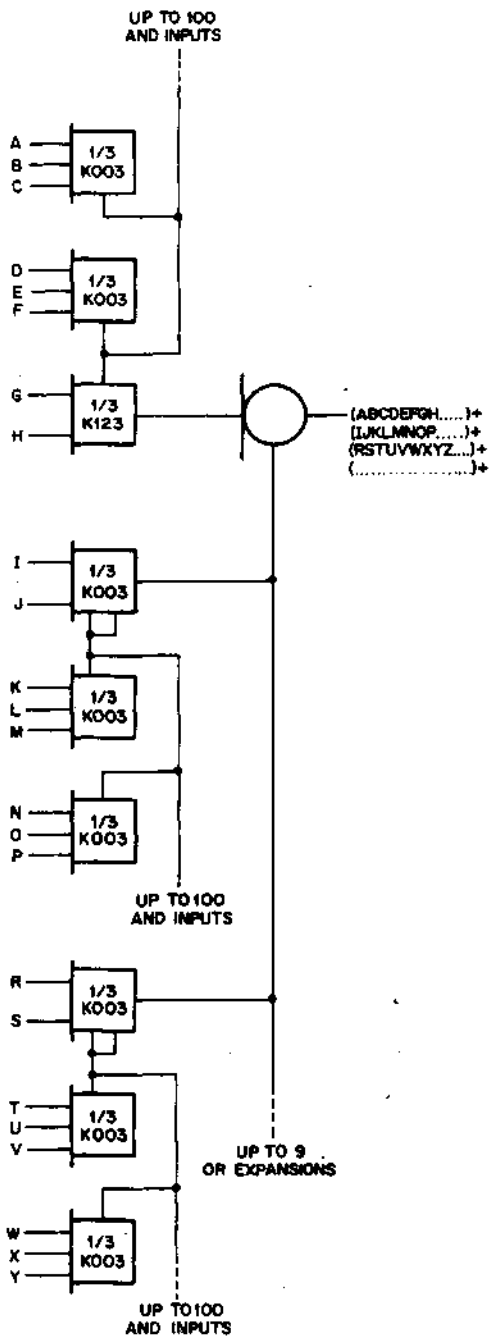 UP TO 100
AND INPUTS
A
B
C
1/3
K003
D
E
F
1/3
K003
G
H
1/3
K123
(ABCDEFGH.....)+
(IJKLMNOP.....)+
(RSTUVWXYZ...)+
(......................)+
I
J
1/3
K003
K
L
M
1/3
K003
N
O
P
1/3
K003
UP TO 100
AND INPUTS
R
S
1/3
K003
T
U
V
1/3
K003
UP TO 9
OR EXPANSIONS
W
X
Y
1/3
K003
UP TO 100
AND INPUTS